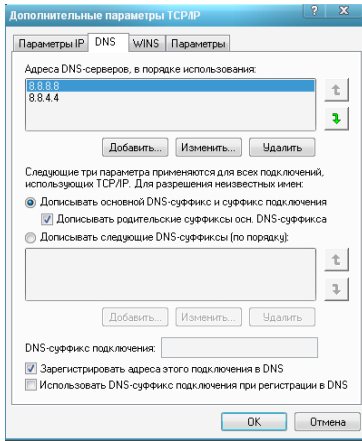 Дополнительные параметры TCP/IP
Параметры IP DNS WINS Параметры
Адреса DNS-серверов, в порядке использования:
8.8.8.8
8.8.4.4
Добавить... Изменить... Удалить
Следующие три параметра применяются для всех подключений,
использующих TCP/IP. Для разрешения неизвестных имен:
Дописывать основной DNS-суффикс и суффикс подключения
Дописывать родительские суффиксы осн. DNS-суффикса
Дописывать следующие DNS-суффиксы (по порядку):
Добавить... Изменить... Удалить
DNS-суффикс подключения:
Зарегистрировать адреса этого подключения в DNS
Использовать DNS-суффикс подключения при регистрации в DNS
OK Отмена